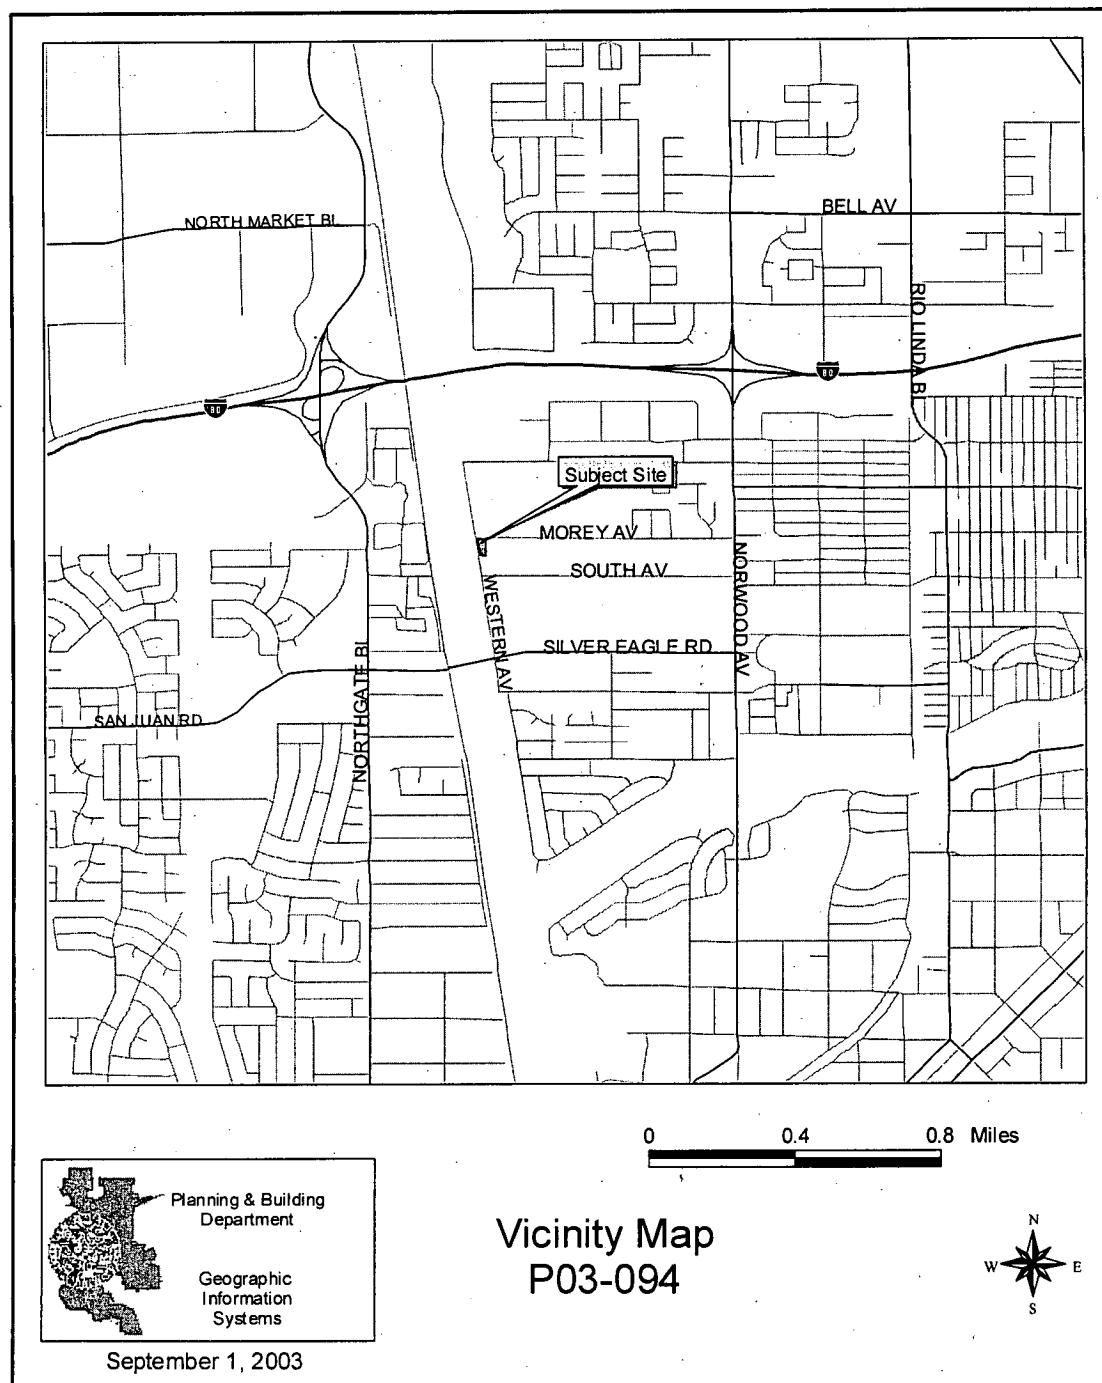 BELL AV
NORTH MARKET BL
RIO LINDA BL
80
80
Subject Site
MOREY AV
SOUTH AV
WESTERN AV
NORWOOD AV
SILVER EAGLE RD
NORTHGATE BL
SAN JUAN RD
0 0.4 0.8 Miles
Planning & Building
Department
Geographic
Information
Systems
Vicinity Map
P03-094
N
W E
S
September 1, 2003